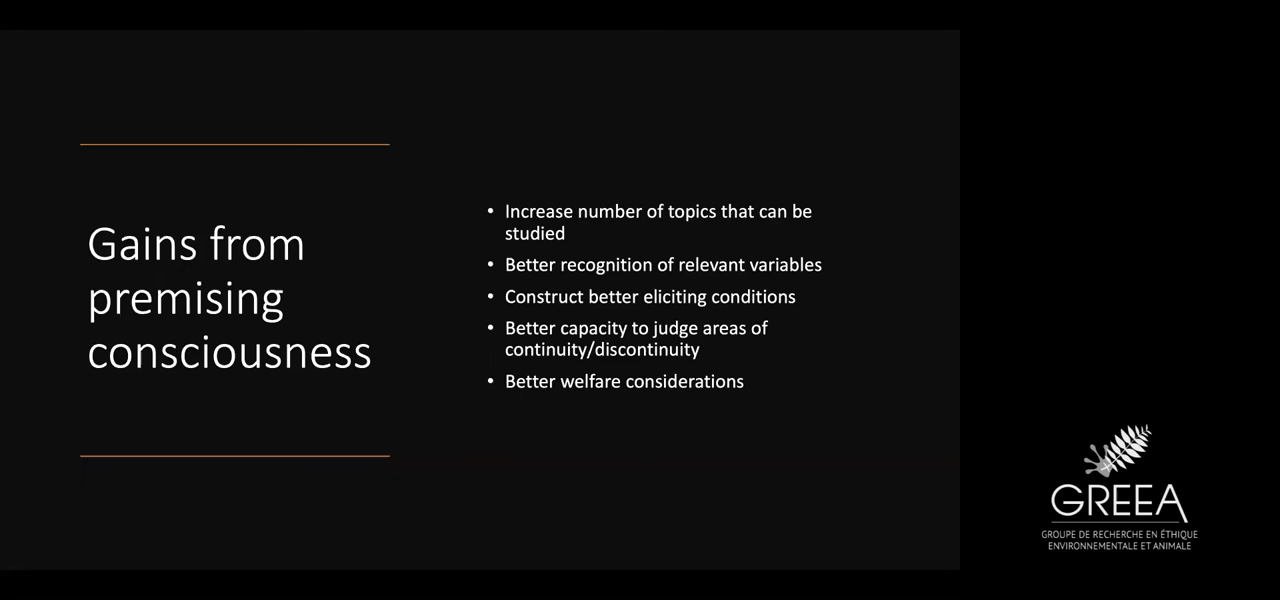 Gains from
premising
consciousness
• Increase number of topics that can be
studied
• Better recognition of relevant variables
• Construct better eliciting conditions
• Better capacity to judge areas of
continuity/discontinuity
• Better welfare considerations
GREEA
GROUPE DE RECHERCHE EN ÉTHIQUE
ENVIRONNEMENTALE ET ANIMALE